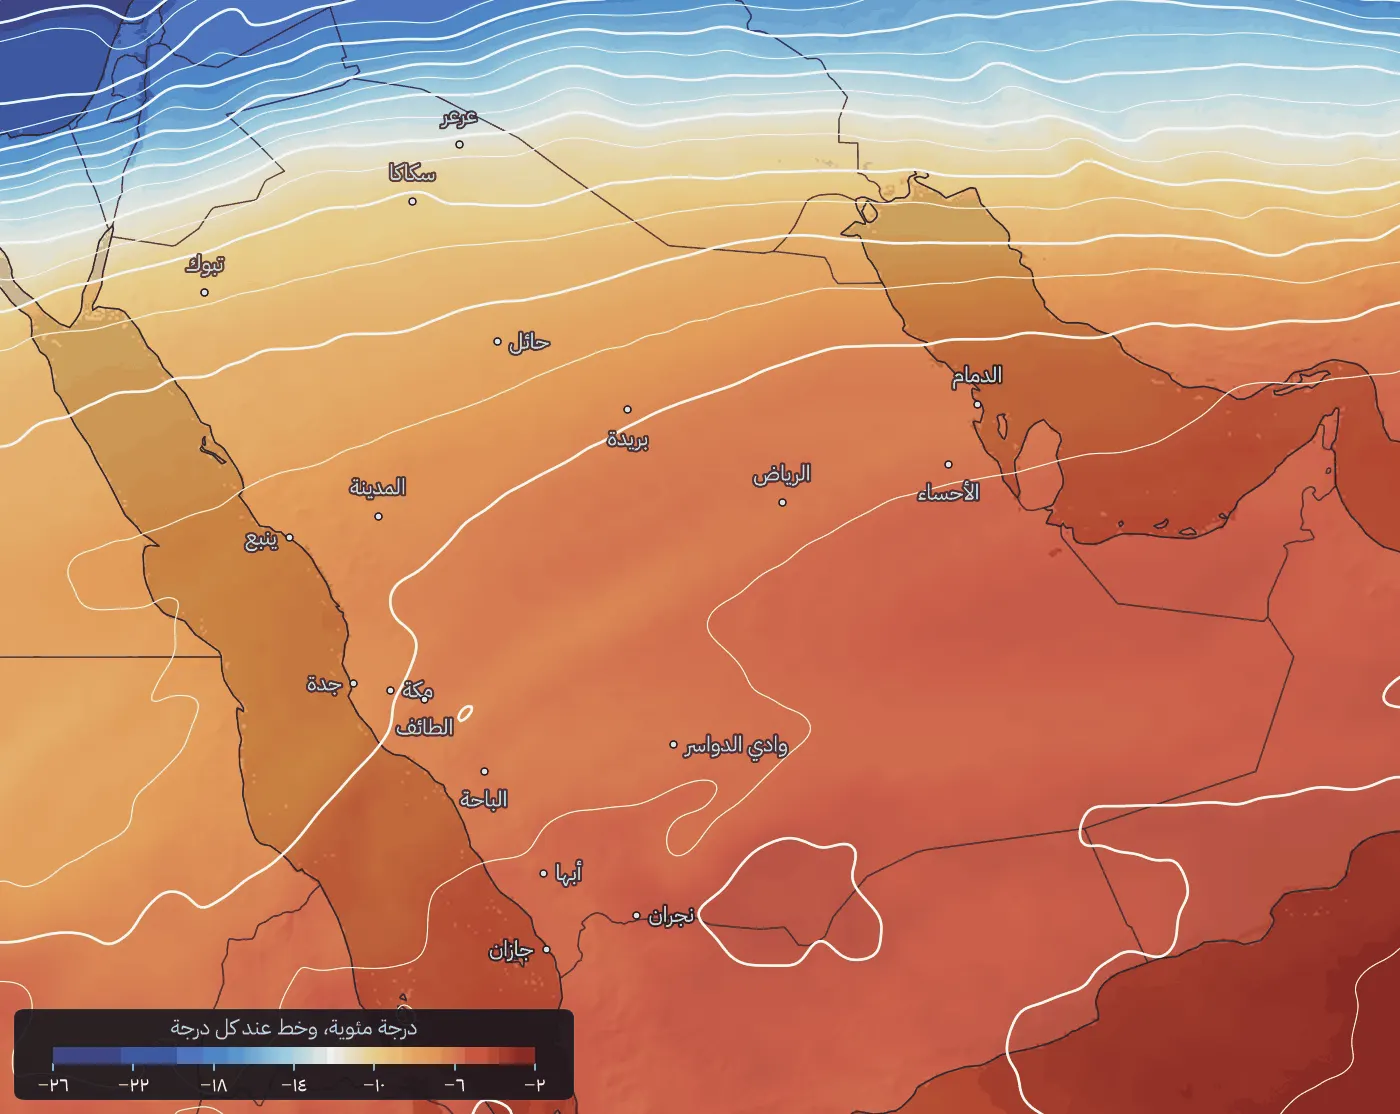 عرعر
سكاكا
تبوك
حائل
الدمام
بريدة
الرياض
المدينة
الأحساء
ينبع
جدة
مكة
الطائف
وادي الدواسر
الباحة
أبها
نجران
جازان
درجة مئوية، وخط عند كل درجة
−٢٦ −٢٢ −١٨ −١٤ −١٠ −٦ −٢